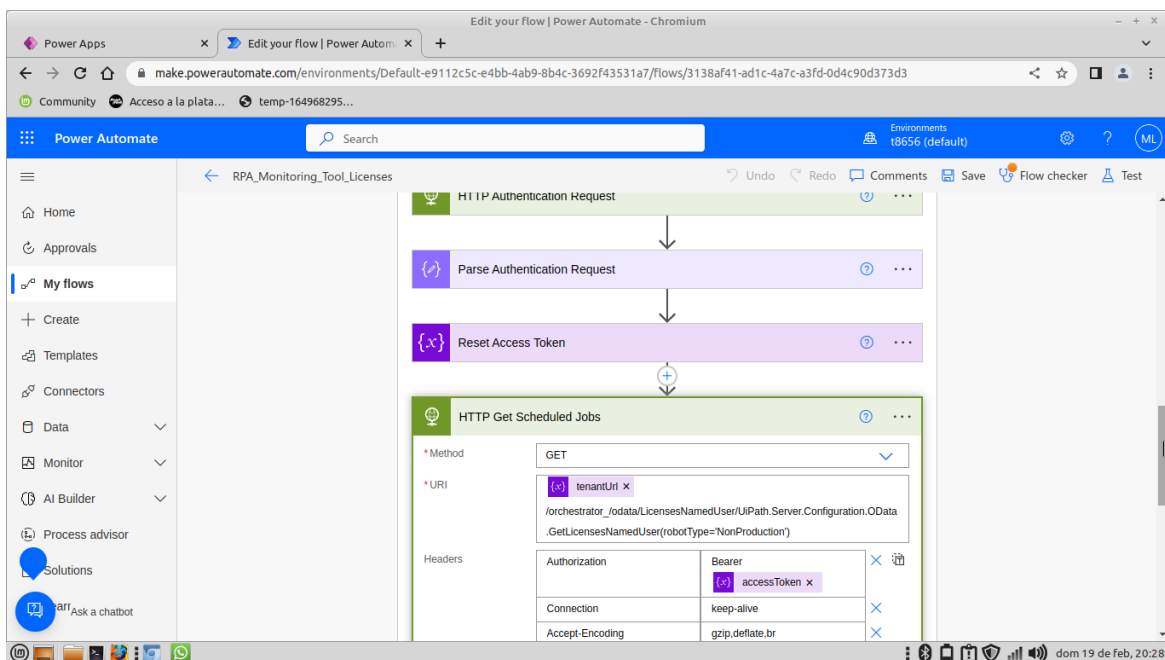 Edit your flow | Power Automate - Chromium
Power Apps
Edit your flow | Power Autom
make.powerautomate.com/environments/Default-e9112c5c-e4bb-4ab9-8b4c-3692f43531a7/flows/3138af41-ad1c-4a7c-a3fd-0d4c90d373d3
Community Acceso a la plata... temp-164968295...
Power Automate
Search
Environments
t8656 (default)
ML
RPA_Monitoring_Tool_Licenses
Undo Redo Comments Save Flow checker Test
Home
Approvals
My flows
Create
Templates
Connectors
Data
Monitor
AI Builder
Process advisor
Solutions
Ask a chatbot
HTTP Authentication Request
Parse Authentication Request
{x} Reset Access Token
HTTP Get Scheduled Jobs
* Method GET
* URI {x} tenantUrl ×
/orchestrator_/odata/LicensesNamedUser/UiPath.Server.Configuration.OData
.GetLicensesNamedUser(robotType='NonProduction')
Headers Authorization Bearer
{x} accessToken ×
Connection keep-alive
Accept-Encoding gzip,deflate,br
dom 19 de feb, 20:28